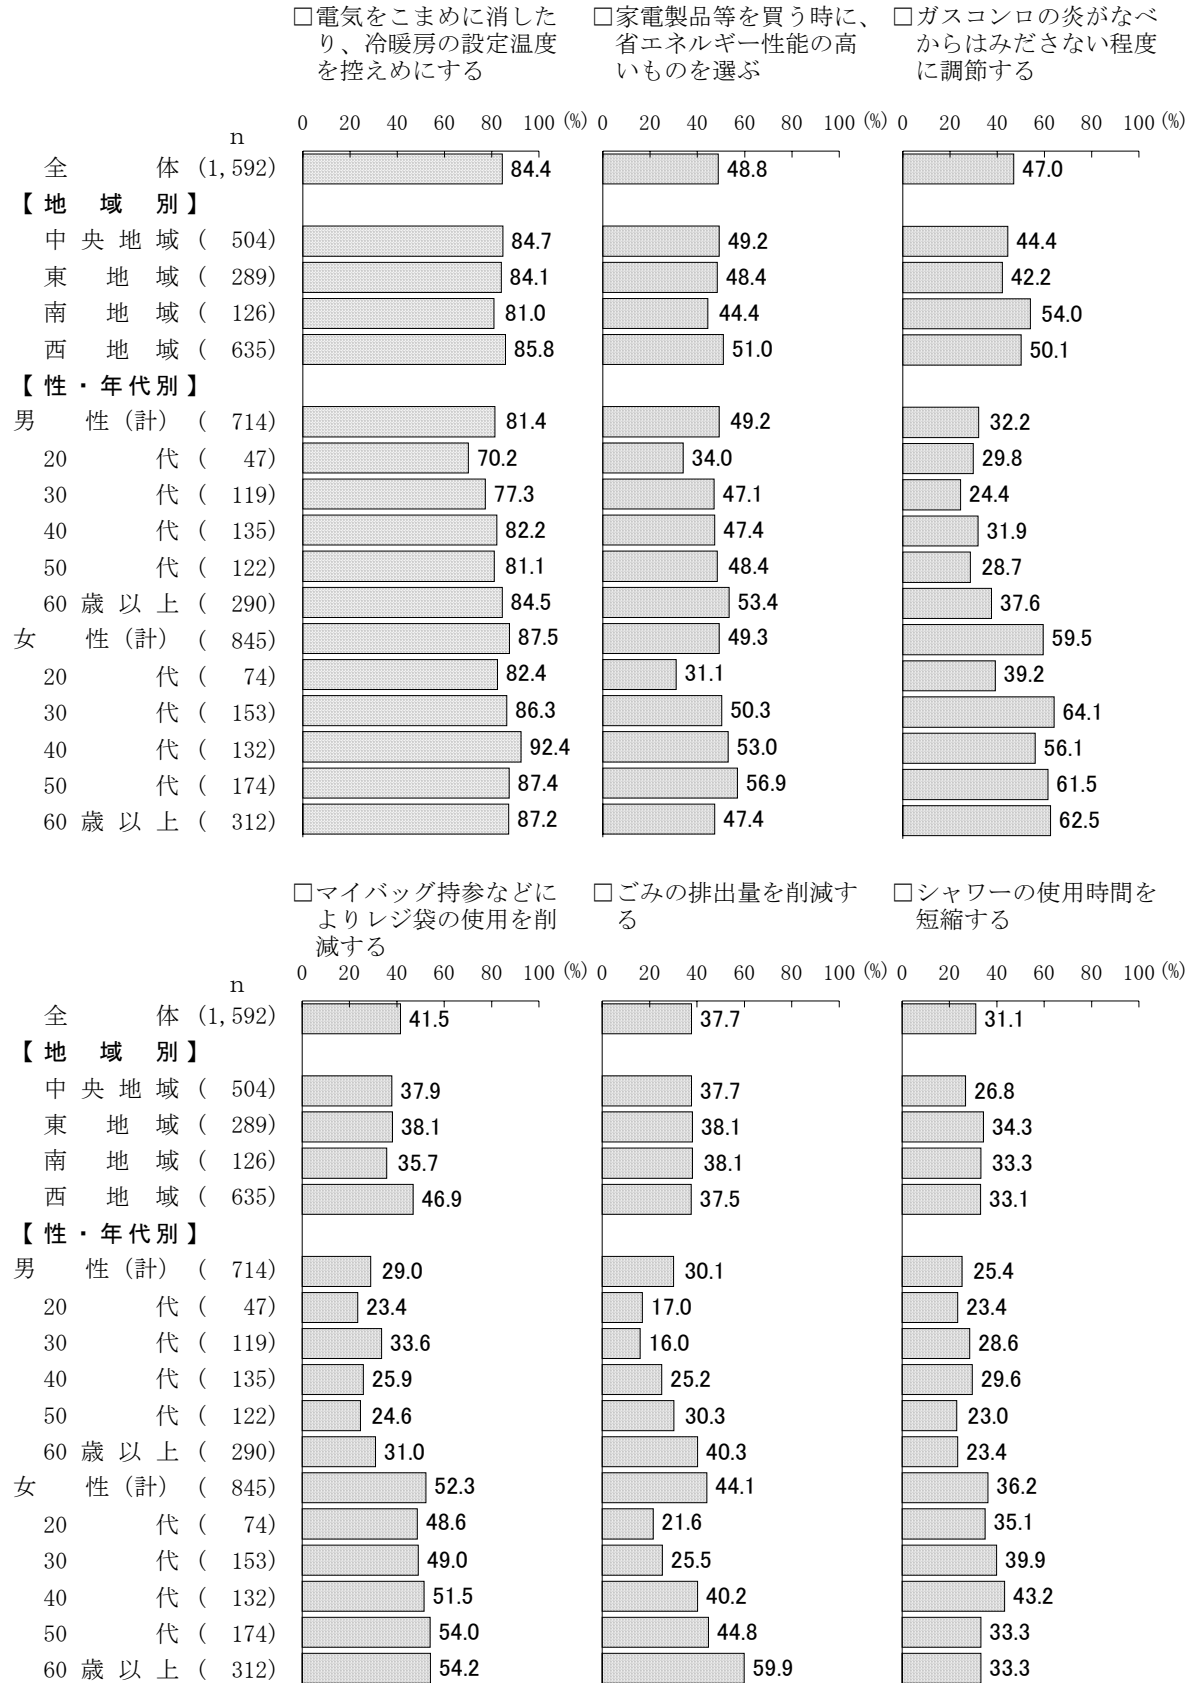 □電気をこまめに消した □家電製品等を買う時に、 □ガスコンロの炎がなべ
り、冷暖房の設定温度 省エネルギー性能の高 からはみださない程度
を控えめにする いものを選ぶ に調節する
0 20 40 60 80 100 (%) 0 20 40 60 80 100 (%) 0 20 40 60 80 100 (%)
n
全 体 (1,592) 84.4 48.8 47.0
【地 域 別】
中央地域 ( 504) 84.7 49.2 44.4
東 地 域 ( 289) 84.1 48.4 42.2
南 地 域 ( 126) 81.0 44.4 54.0
西 地 域 ( 635) 85.8 51.0 50.1
【性・年代別】
男 性（計） ( 714) 81.4 49.2 32.2
20 代 ( 47) 70.2 34.0 29.8
30 代 ( 119) 77.3 47.1 24.4
40 代 ( 135) 82.2 47.4 31.9
50 代 ( 122) 81.1 48.4 28.7
60 歳 以 上 ( 290) 84.5 53.4 37.6
女 性（計） ( 845) 87.5 49.3 59.5
20 代 ( 74) 82.4 31.1 39.2
30 代 ( 153) 86.3 50.3 64.1
40 代 ( 132) 92.4 53.0 56.1
50 代 ( 174) 87.4 56.9 61.5
60 歳 以 上 ( 312) 87.2 47.4 62.5
□マイバッグ持参などに □ごみの排出量を削減す □シャワーの使用時間を
よりレジ袋の使用を削 る 短縮する
減する
0 20 40 60 80 100 (%) 0 20 40 60 80 100 (%) 0 20 40 60 80 100 (%)
n
全 体 (1,592) 41.5 37.7 31.1
【地 域 別】
中央地域 ( 504) 37.9 37.7 26.8
東 地 域 ( 289) 38.1 38.1 34.3
南 地 域 ( 126) 35.7 38.1 33.3
西 地 域 ( 635) 46.9 37.5 33.1
【性・年代別】
男 性（計） ( 714) 29.0 30.1 25.4
20 代 ( 47) 23.4 17.0 23.4
30 代 ( 119) 33.6 16.0 28.6
40 代 ( 135) 25.9 25.2 29.6
50 代 ( 122) 24.6 30.3 23.0
60 歳 以 上 ( 290) 31.0 40.3 23.4
女 性（計） ( 845) 52.3 44.1 36.2
20 代 ( 74) 48.6 21.6 35.1
30 代 ( 153) 49.0 25.5 39.9
40 代 ( 132) 51.5 40.2 43.2
50 代 ( 174) 54.0 44.8 33.3
60 歳 以 上 ( 312) 54.2 59.9 33.3